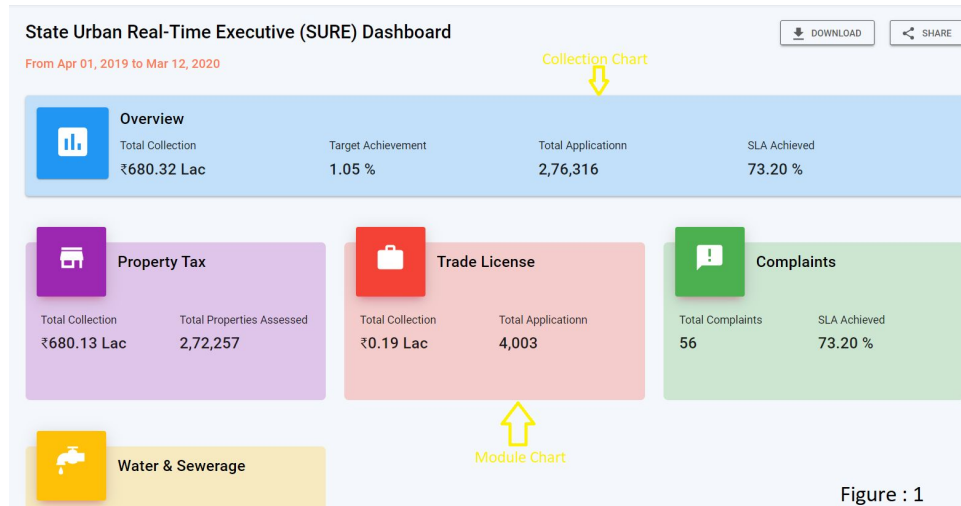 State Urban Real-Time Executive (SURE) Dashboard
DOWNLOAD
SHARE
From Apr 01, 2019 to Mar 12, 2020
Collection Chart
Overview
Total Collection Target Achievement Total Applicationn SLA Achieved
₹680.32 Lac 1.05 % 2,76,316 73.20 %
Property Tax
Total Collection Total Properties Assessed
₹680.13 Lac 2,72,257
Trade License
Total Collection Total Applicationn
₹0.19 Lac 4,003
Complaints
Total Complaints SLA Achieved
56 73.20 %
Module Chart
Water & Sewerage
Figure : 1